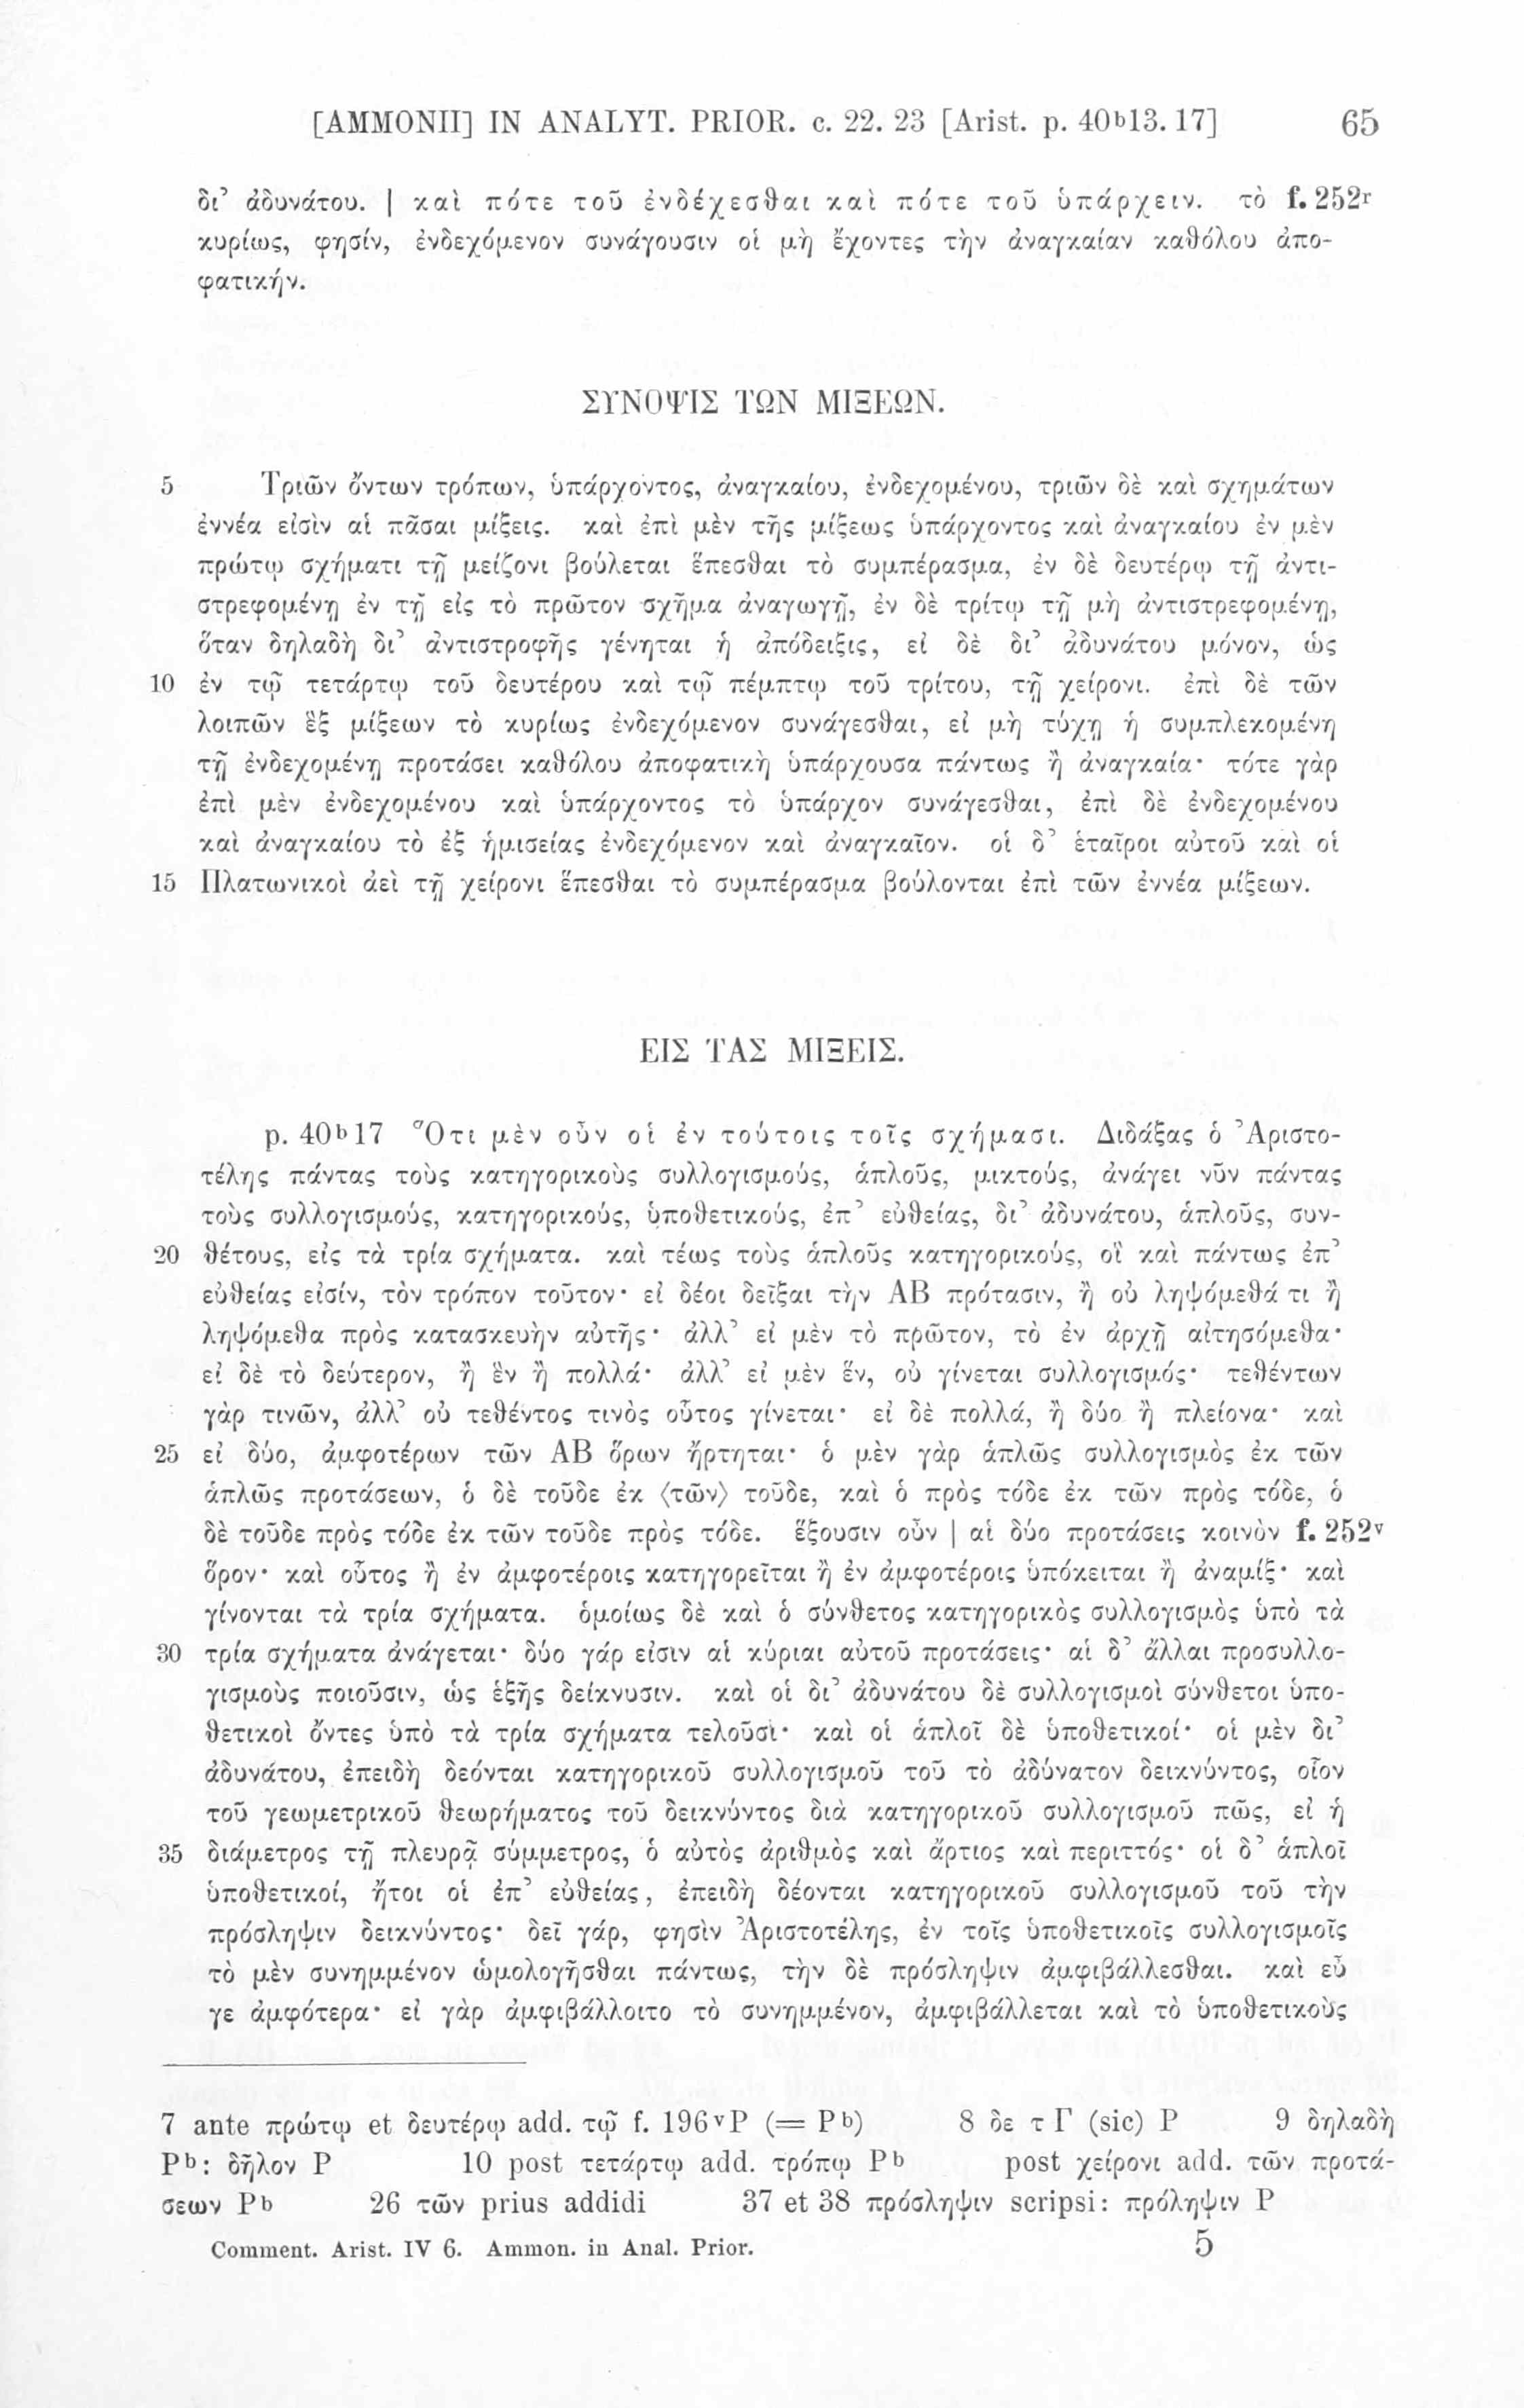 [AMMONII] IN ANALYT. PRIOR. c. 22. 23 [Arist. p. 40b13. 17] 65
δι’ ἀδυνάτου. | καὶ πότε τοῦ ἐνδέχεσθαι καὶ πότε τοῦ ὑπάρχειν. τὸ f. 252r
κυρίως, φησίν, ἐνδεχόμενον συνάγουσιν οἱ μὴ ἔχοντες τὴν ἀναγκαίαν καθόλου ἀπο-
φατικήν.
ΣΥΝΟΨΙΣ ΤΩΝ ΜΙΞΕΩΝ.
5 Τριῶν ὄντων τρόπων, ὑπάρχοντος, ἀναγκαίου, ἐνδεχομένου, τριῶν δὲ καὶ σχημάτων
ἐννέα εἰσὶν αἱ πᾶσαι μίξεις. καὶ ἐπὶ μὲν τῆς μίξεως ὑπάρχοντος καὶ ἀναγκαίου ἐν μὲν
πρώτῳ σχήματι τῇ μείζονι βούλεται ἕπεσθαι τὸ συμπέρασμα, ἐν δὲ δευτέρῳ τῇ ἀντι-
στρεφομένῃ ἐν τῇ εἰς τὸ πρῶτον σχῆμα ἀναγωγῇ, ἐν δὲ τρίτῳ τῇ μὴ ἀντιστρεφομένῃ,
ὅταν δηλαδὴ δι’ ἀντιστροφῆς γένηται ἡ ἀπόδειξις, εἰ δὲ δι’ ἀδυνάτου μόνον, ὡς
10 ἐν τῷ τετάρτῳ τοῦ δευτέρου καὶ τῷ πέμπτῳ τοῦ τρίτου, τῇ χείρονι. ἐπὶ δὲ τῶν
λοιπῶν ἓξ μίξεων τὸ κυρίως ἐνδεχόμενον συνάγεσθαι, εἰ μὴ τύχῃ ἡ συμπλεκομένη
τῇ ἐνδεχομένῃ προτάσει καθόλου ἀποφατικὴ ὑπάρχουσα πάντως ἢ ἀναγκαία· τότε γὰρ
ἐπὶ μὲν ἐνδεχομένου καὶ ὑπάρχοντος τὸ ὑπάρχον συνάγεσθαι, ἐπὶ δὲ ἐνδεχομένου
καὶ ἀναγκαίου τὸ ἐξ ἡμισείας ἐνδεχόμενον καὶ ἀναγκαῖον. οἱ δ’ ἑταῖροι αὐτοῦ καὶ οἱ
15 Πλατωνικοὶ ἀεὶ τῇ χείρονι ἕπεσθαι τὸ συμπέρασμα βούλονται ἐπὶ τῶν ἐννέα μίξεων.
ΕΙΣ ΤΑΣ ΜΙΞΕΙΣ.
p. 40b17 Ὅτι μὲν οὖν οἱ ἐν τούτοις τοῖς σχήμασι. Διδάξας ὁ Ἀριστο-
τέλης πάντας τοὺς κατηγορικοὺς συλλογισμούς, ἁπλοῦς, μικτούς, ἀνάγει νῦν πάντας
τοὺς συλλογισμούς, κατηγορικούς, ὑποθετικούς, ἐπ’ εὐθείας, δι’ ἀδυνάτου, ἁπλοῦς, συν-
20 θέτους, εἰς τὰ τρία σχήματα. καὶ τέως τοὺς ἁπλοῦς κατηγορικούς, οἳ καὶ πάντως ἐπ’
εὐθείας εἰσίν, τὸν τρόπον τοῦτον· εἰ δέοι δεῖξαι τὴν ΑΒ πρότασιν, ἢ οὐ ληψόμεθά τι ἢ
ληψόμεθα πρὸς κατασκευὴν αὐτῆς· ἀλλ’ εἰ μὲν τὸ πρῶτον, τὸ ἐν ἀρχῇ αἰτησόμεθα·
εἰ δὲ τὸ δεύτερον, ἢ ἓν ἢ πολλά· ἀλλ’ εἰ μὲν ἕν, οὐ γίνεται συλλογισμός· τεθέντων
γὰρ τινῶν, ἀλλ’ οὐ τεθέντος τινὸς οὗτος γίνεται· εἰ δὲ πολλά, ἢ δύο ἢ πλείονα· καὶ
25 εἰ δύο, ἀμφοτέρων τῶν ΑΒ ὅρων ἤρτηται· ὁ μὲν γὰρ ἁπλῶς συλλογισμὸς ἐκ τῶν
ἁπλῶς προτάσεων, ὁ δὲ τοῦδε ἐκ ⟨τῶν⟩ τοῦδε, καὶ ὁ πρὸς τόδε ἐκ τῶν πρὸς τόδε, ὁ
δὲ τοῦδε πρὸς τόδε ἐκ τῶν τοῦδε πρὸς τόδε. ἕξουσιν οὖν | αἱ δύο προτάσεις κοινὸν f. 252v
ὅρον· καὶ οὗτος ἢ ἐν ἀμφοτέροις κατηγορεῖται ἢ ἐν ἀμφοτέροις ὑπόκειται ἢ ἀναμίξ· καὶ
γίνονται τὰ τρία σχήματα. ὁμοίως δὲ καὶ ὁ σύνθετος κατηγορικὸς συλλογισμὸς ὑπὸ τὰ
30 τρία σχήματα ἀνάγεται· δύο γάρ εἰσιν αἱ κύριαι αὐτοῦ προτάσεις· αἱ δ’ ἄλλαι προσυλλο-
γισμοὺς ποιοῦσιν, ὡς ἑξῆς δείκνυσιν. καὶ οἱ δι’ ἀδυνάτου δὲ συλλογισμοὶ σύνθετοι ὑπο-
θετικοὶ ὄντες ὑπὸ τὰ τρία σχήματα τελοῦσι· καὶ οἱ ἁπλοῖ δὲ ὑποθετικοί· οἱ μὲν δι’
ἀδυνάτου, ἐπειδὴ δεόνται κατηγορικοῦ συλλογισμοῦ τοῦ τὸ ἀδύνατον δεικνύντος, οἷον
τοῦ γεωμετρικοῦ θεωρήματος τοῦ δεικνύντος διὰ κατηγορικοῦ συλλογισμοῦ πῶς, εἰ ἡ
35 διάμετρος τῇ πλευρᾷ σύμμετρος, ὁ αὐτὸς ἀριθμὸς καὶ ἄρτιος καὶ περιττός· οἱ δ’ ἁπλοῖ
ὑποθετικοί, ἤτοι οἱ ἐπ’ εὐθείας, ἐπειδὴ δέονται κατηγορικοῦ συλλογισμοῦ τοῦ τὴν
πρόσληψιν δεικνύντος· δεῖ γάρ, φησὶν Ἀριστοτέλης, ἐν τοῖς ὑποθετικοῖς συλλογισμοῖς
τὸ μὲν συνημμένον ὡμολογῆσθαι πάντως, τὴν δὲ πρόσληψιν ἀμφιβάλλεσθαι. καὶ εὖ
γε ἀμφότερα· εἰ γὰρ ἀμφιβάλλοιτο τὸ συνημμένον, ἀμφιβάλλεται καὶ τὸ ὑποθετικοὺς
7 ante πρώτῳ et δευτέρῳ add. τῷ f. 196vP (= Pb) 8 δε τ Γ (sic) P 9 δηλαδὴ
Pb: δῆλον P 10 post τετάρτῳ add. τρόπῳ Pb post χείρονι add. τῶν προτά-
σεων Pb 26 τῶν prius addidi 37 et 38 πρόσληψιν scripsi: πρόληψιν P
Comment. Arist. IV 6. Ammon. in Anal. Prior. 5